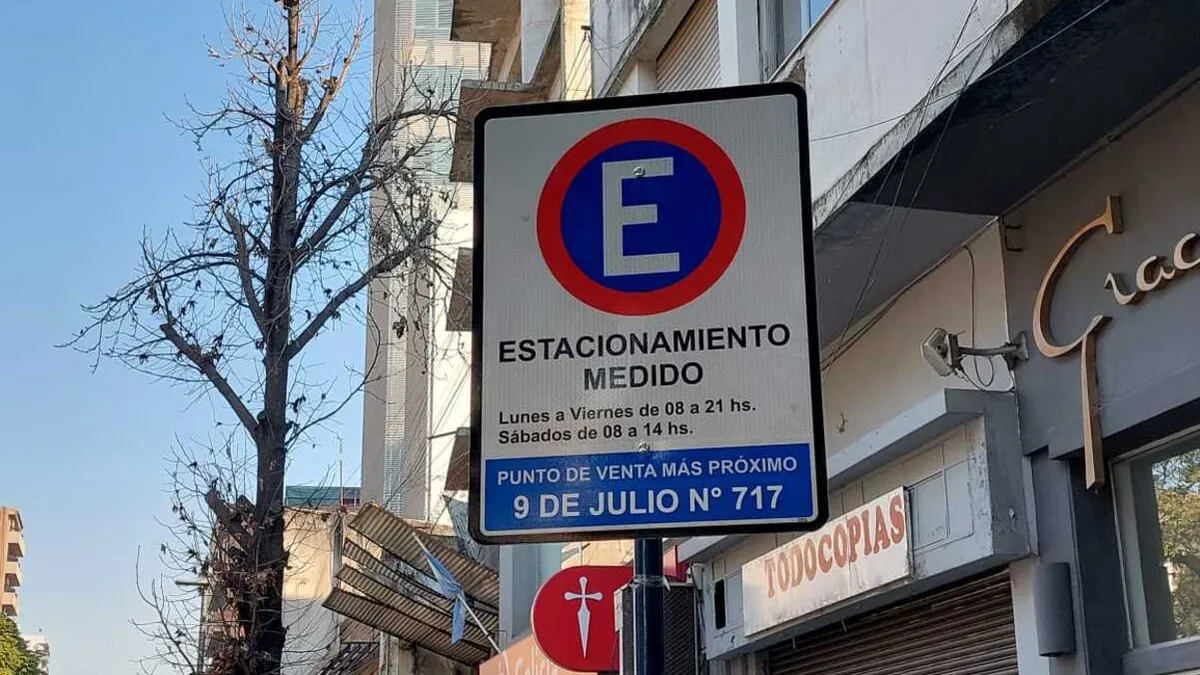 E
ESTACIONAMIENTO
MEDIDO
Lunes a Viernes de 08 a 21 hs.
Sábados de 08 a 14 hs.
PUNTO DE VENTA MÁS PRÓXIMO
9 DE JULIO N° 717
TODOCOPIAS